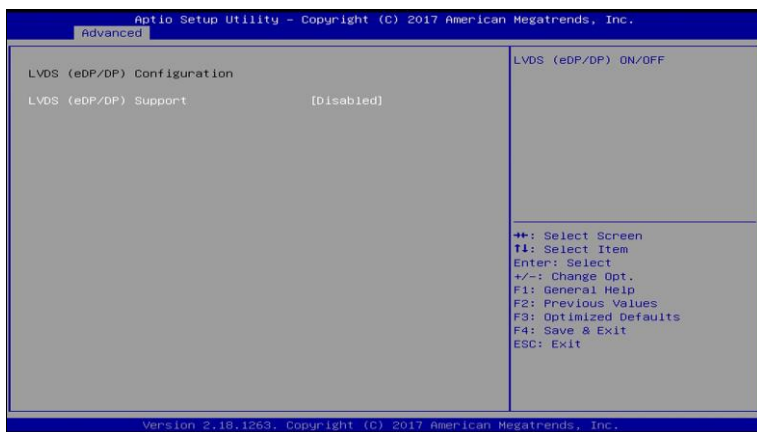 Aptio Setup Utility – Copyright (C) 2017 American Megatrends, Inc.
Advanced
LVDS (eDP/DP) Configuration
LVDS (eDP/DP) Support [Disabled]
LVDS (eDP/DP) ON/OFF
→←: Select Screen
↑↓: Select Item
Enter: Select
+/-: Change Opt.
F1: General Help
F2: Previous Values
F3: Optimized Defaults
F4: Save & Exit
ESC: Exit
Version 2.18.1263. Copyright (C) 2017 American Megatrends, Inc.